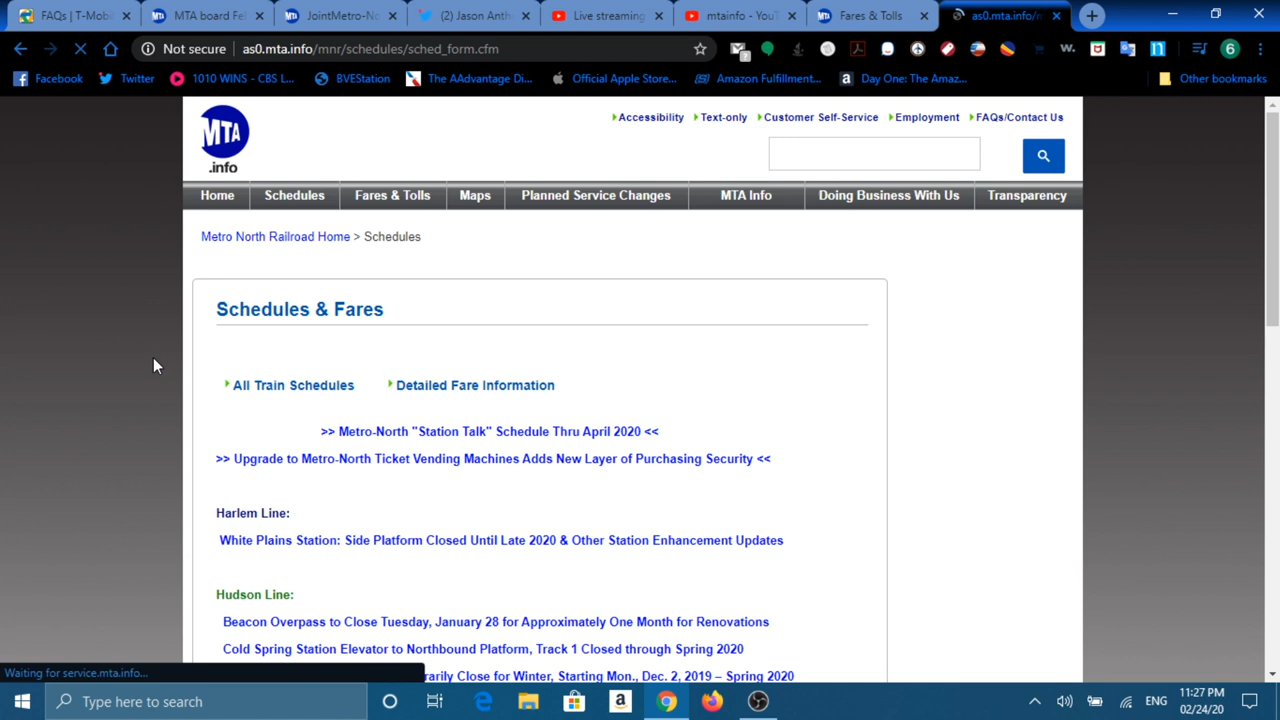 FAQs | T-Mobil
MTA board Fe
JointMetro-No
(2) Jason Anth
Live streaming
mtainfo - YouT
Fares & Tolls
as0.mta.info/m
Not secure as0.mta.info/mnr/schedules/sched_form.cfm
6
Facebook
Twitter
1010 WINS - CBS L...
BVEStation
The AAdvantage Di...
Official Apple Store...
Amazon Fulfillment...
Day One: The Amaz...
Other bookmarks
MTA
.info
Accessibility
Text-only
Customer Self-Service
Employment
FAQs/Contact Us
Home
Schedules
Fares & Tolls
Maps
Planned Service Changes
MTA Info
Doing Business With Us
Transparency
Metro North Railroad Home > Schedules
Schedules & Fares
All Train Schedules
Detailed Fare Information
>> Metro-North "Station Talk" Schedule Thru April 2020 <<
>> Upgrade to Metro-North Ticket Vending Machines Adds New Layer of Purchasing Security <<
Harlem Line:
White Plains Station: Side Platform Closed Until Late 2020 & Other Station Enhancement Updates
Hudson Line:
Beacon Overpass to Close Tuesday, January 28 for Approximately One Month for Renovations
Cold Spring Station Elevator to Northbound Platform, Track 1 Closed through Spring 2020
Close for Winter, Starting Mon., Dec. 2, 2019 – Spring 2020
Waiting for service.mta.info...
Type here to search
ENG
11:27 PM
02/24/20